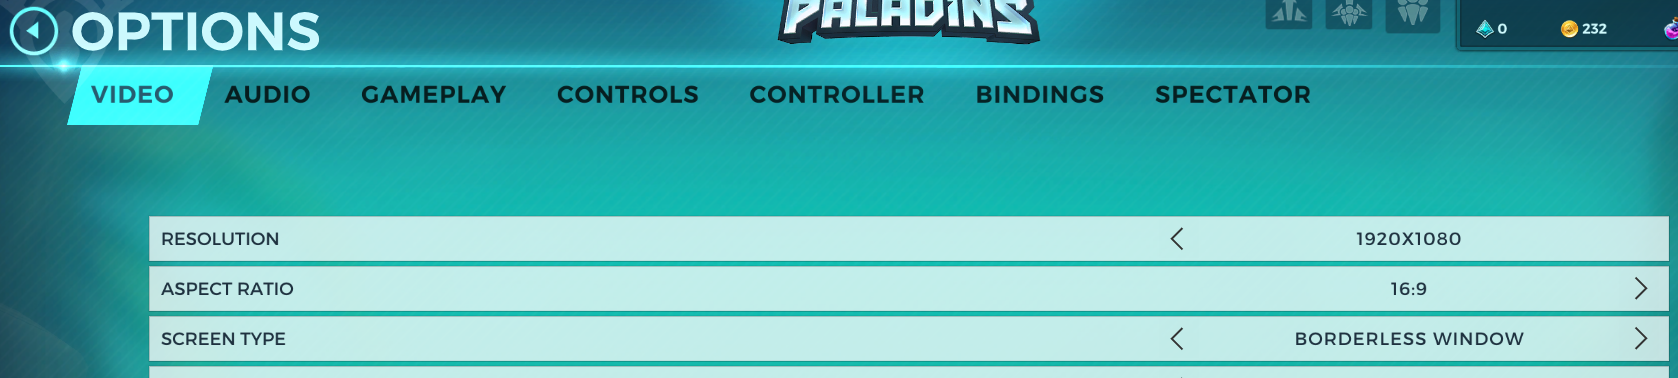 OPTIONS
PALADINS
0
232
VIDEO AUDIO GAMEPLAY CONTROLS CONTROLLER BINDINGS SPECTATOR
RESOLUTION 1920X1080
ASPECT RATIO 16:9
SCREEN TYPE BORDERLESS WINDOW